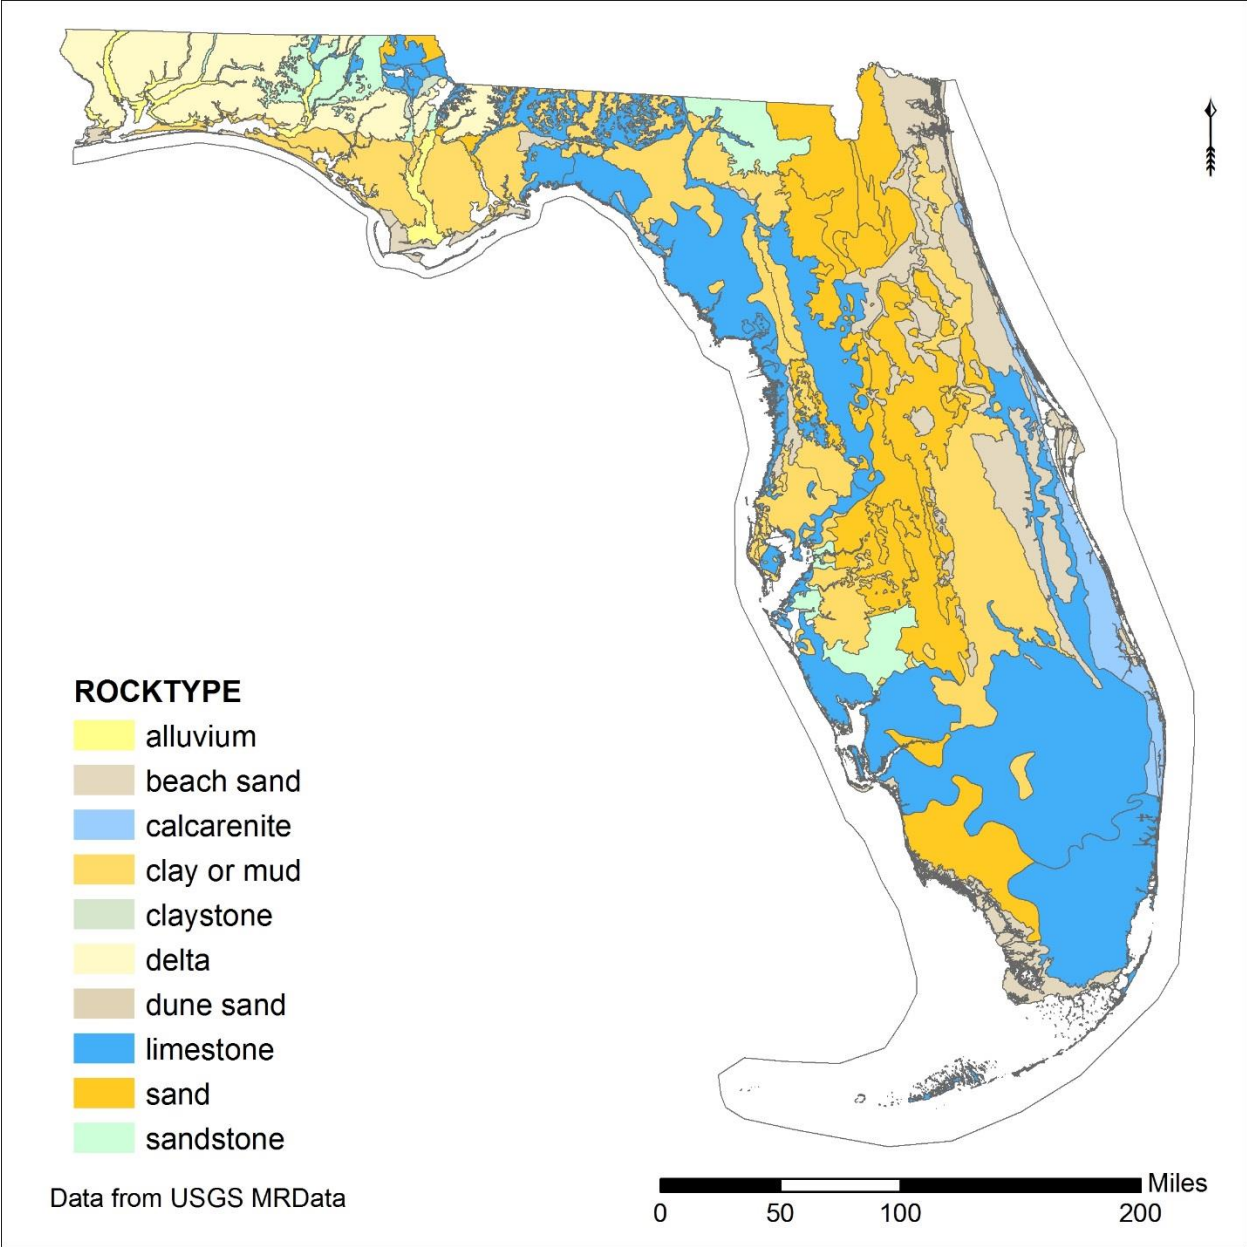 ROCKTYPE
alluvium
beach sand
calcarenite
clay or mud
claystone
delta
dune sand
limestone
sand
sandstone
Data from USGS MRData
Miles
0 50 100 200